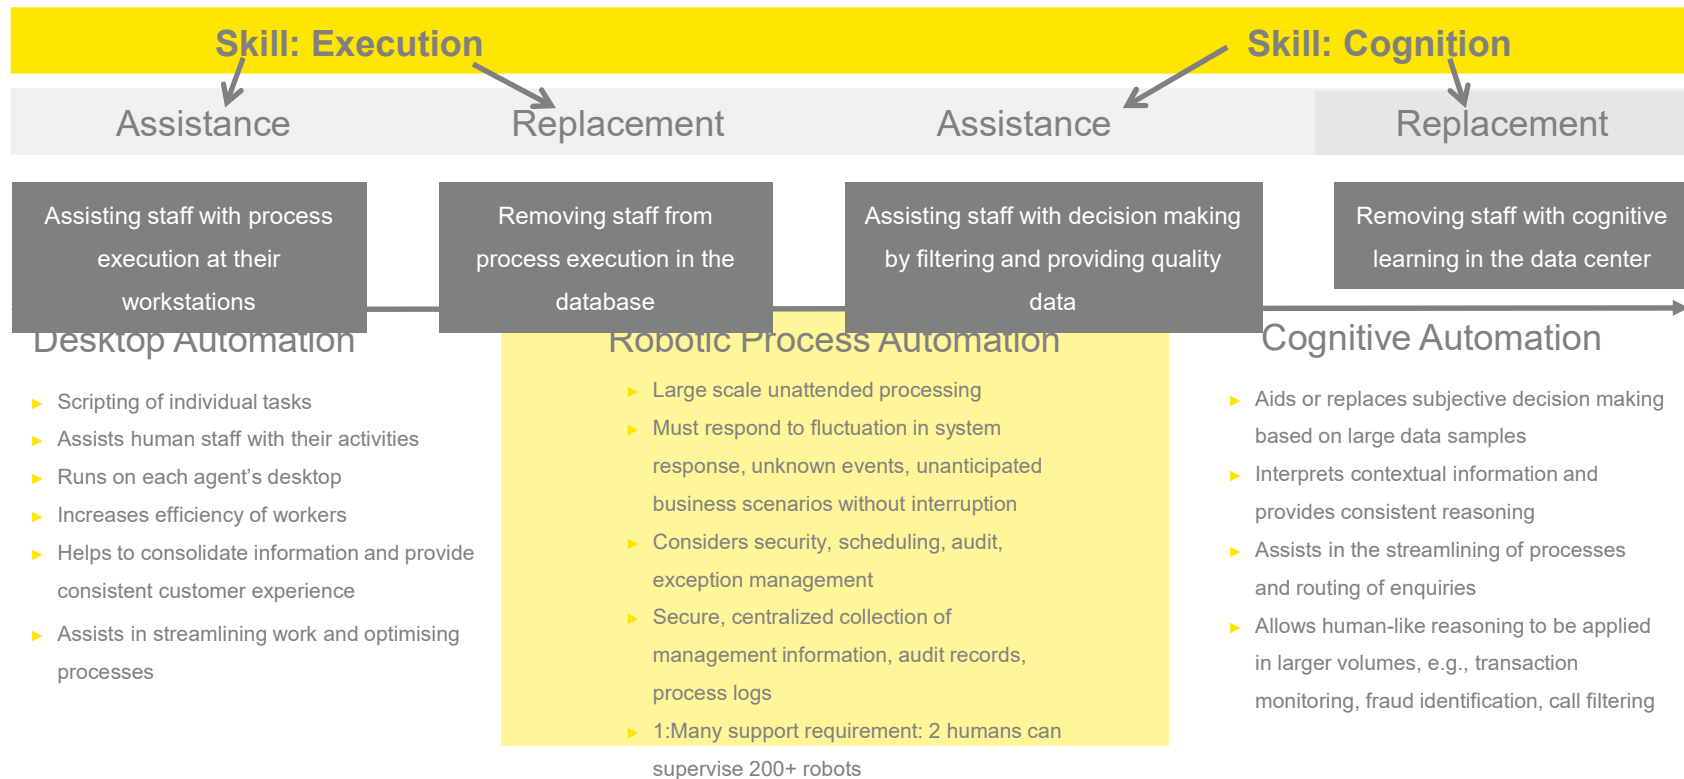 Skill: Execution
Skill: Cognition
Assistance
Replacement
Assistance
Replacement
Assisting staff with process
execution at their
workstations
Removing staff from
process execution in the
database
Assisting staff with decision making
by filtering and providing quality
data
Removing staff with cognitive
learning in the data center
Desktop Automation
► Scripting of individual tasks
► Assists human staff with their activities
► Runs on each agent’s desktop
► Increases efficiency of workers
► Helps to consolidate information and provide
consistent customer experience
► Assists in streamlining work and optimising
processes
Robotic Process Automation
► Large scale unattended processing
► Must respond to fluctuation in system
response, unknown events, unanticipated
business scenarios without interruption
► Considers security, scheduling, audit,
exception management
► Secure, centralized collection of
management information, audit records,
process logs
► 1:Many support requirement: 2 humans can
supervise 200+ robots
Cognitive Automation
► Aids or replaces subjective decision making
based on large data samples
► Interprets contextual information and
provides consistent reasoning
► Assists in the streamlining of processes
and routing of enquiries
► Allows human-like reasoning to be applied
in larger volumes, e.g., transaction
monitoring, fraud identification, call filtering